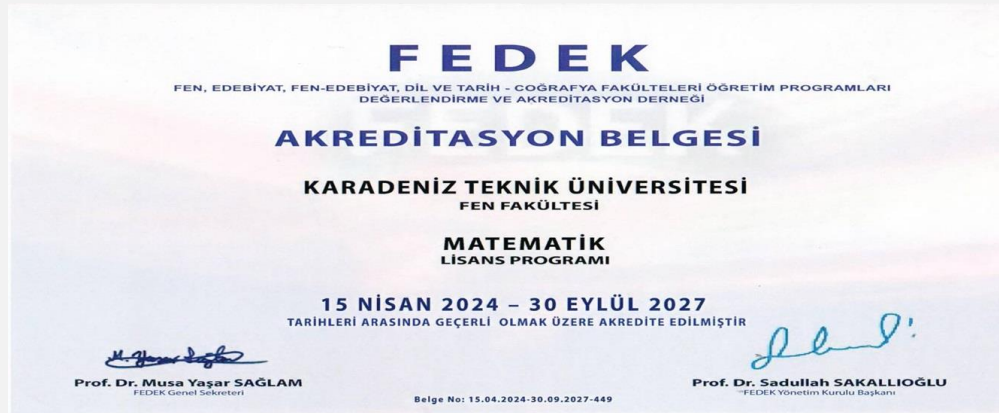 FEDEK
FEN, EDEBİYAT, FEN-EDEBİYAT, DİL VE TARİH - COĞRAFYA FAKÜLTELERİ ÖĞRETİM PROGRAMLARI
DEĞERLENDİRME VE AKREDİTASYON DERNEĞİ
AKREDİTASYON BELGESİ
KARADENİZ TEKNİK ÜNİVERSİTESİ
FEN FAKÜLTESİ
MATEMATİK
LİSANS PROGRAMI
15 NİSAN 2024 – 30 EYLÜL 2027
TARİHLERİ ARASINDA GEÇERLİ OLMAK ÜZERE AKREDİTE EDİLMİŞTİR
Prof. Dr. Musa Yaşar SAĞLAM
FEDEK Genel Sekreteri
Prof. Dr. Sadullah SAKALLIOĞLU
FEDEK Yönetim Kurulu Başkanı
Belge No: 15.04.2024-30.09.2027-449